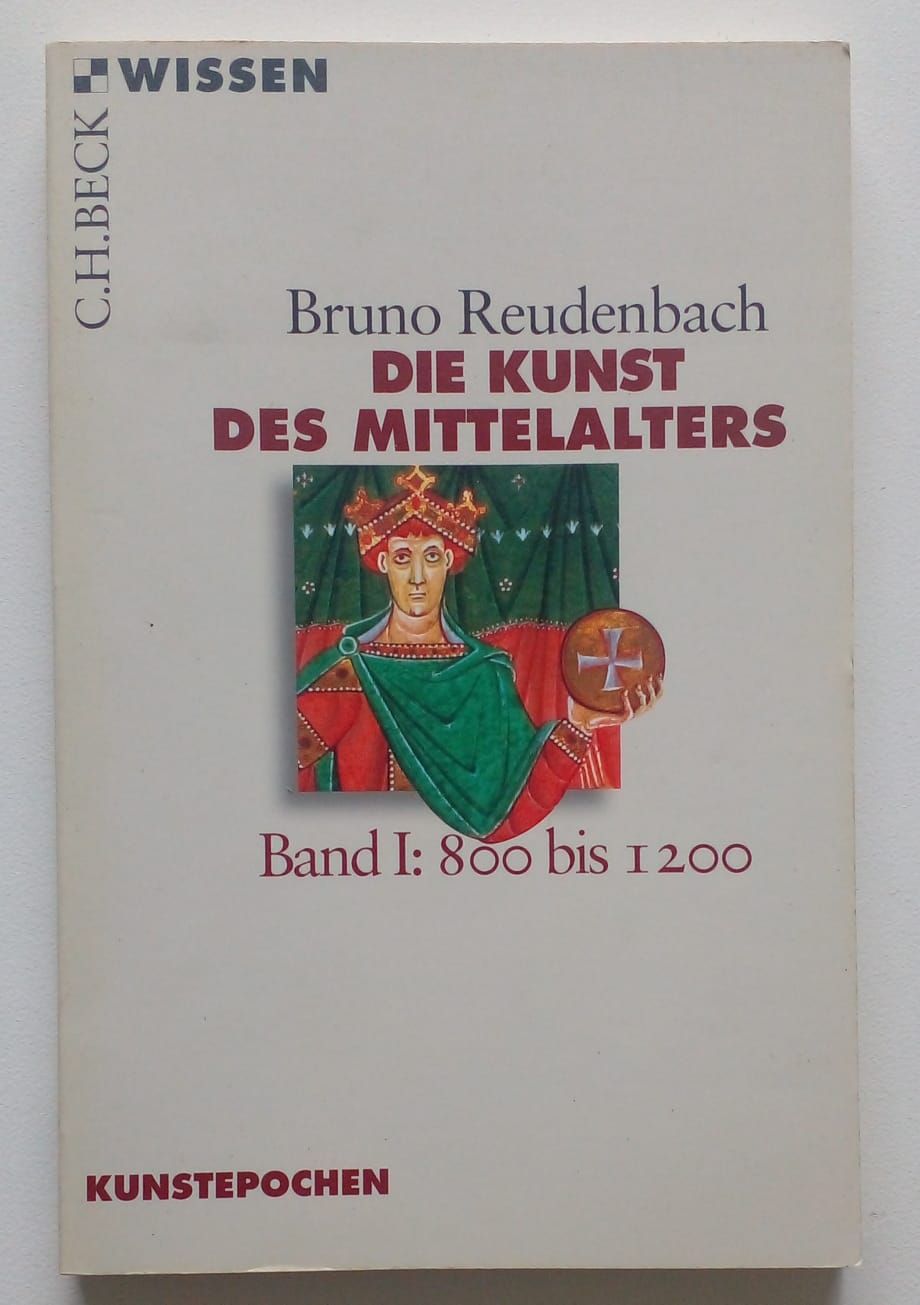 WISSEN
C.H.BECK
Bruno Reudenbach
DIE KUNST
DES MITTELALTERS
Band I: 800 bis 1200
KUNSTEPOCHEN